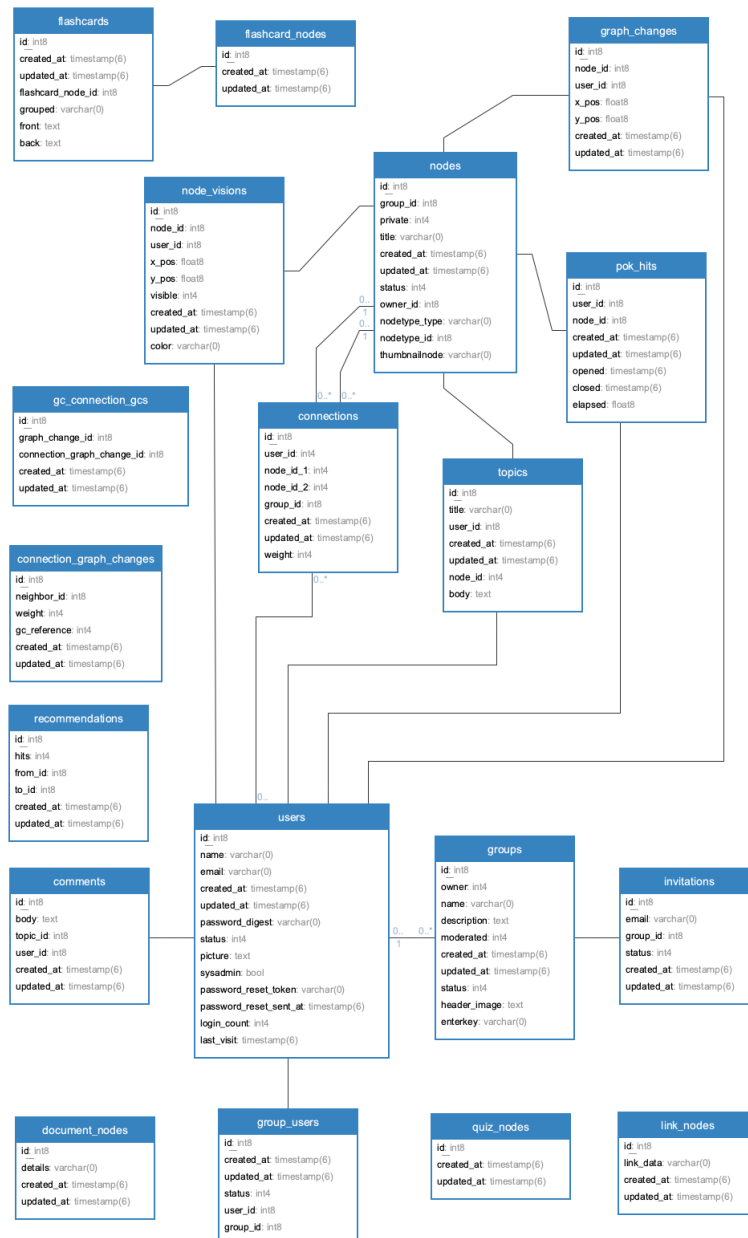 flashcards
id: int8
created_at: timestamp(6)
updated_at: timestamp(6)
flashcard_node_id: int8
grouped: varchar(0)
front: text
back: text
flashcard_nodes
id: int8
created_at: timestamp(6)
updated_at: timestamp(6)
graph_changes
id: int8
node_id: int8
user_id: int8
x_pos: float8
y_pos: float8
created_at: timestamp(6)
updated_at: timestamp(6)
node_visions
id: int8
node_id: int8
user_id: int8
x_pos: float8
y_pos: float8
visible: int4
created_at: timestamp(6)
updated_at: timestamp(6)
color: varchar(0)
nodes
id: int8
group_id: int8
private: int4
title: varchar(0)
created_at: timestamp(6)
updated_at: timestamp(6)
status: int4
owner_id: int8
nodetype_type: varchar(0)
nodetype_id: int8
thumbnailnode: varchar(0)
pok_hits
id: int8
user_id: int8
node_id: int8
created_at: timestamp(6)
updated_at: timestamp(6)
opened: timestamp(6)
closed: timestamp(6)
elapsed: float8
0..
1
0..
1
0..*
0..*
gc_connection_gcs
id: int8
graph_change_id: int8
connection_graph_change_id: int8
created_at: timestamp(6)
updated_at: timestamp(6)
connections
id: int8
user_id: int4
node_id_1: int4
node_id_2: int4
group_id: int8
created_at: timestamp(6)
updated_at: timestamp(6)
weight: int4
0..*
topics
id: int8
title: varchar(0)
user_id: int8
created_at: timestamp(6)
updated_at: timestamp(6)
node_id: int4
body: text
connection_graph_changes
id: int8
neighbor_id: int8
weight: int4
gc_reference: int4
created_at: timestamp(6)
updated_at: timestamp(6)
recommendations
id: int8
hits: int4
from_id: int8
to_id: int8
created_at: timestamp(6)
updated_at: timestamp(6)
0..
users
id: int8
name: varchar(0)
email: varchar(0)
created_at: timestamp(6)
updated_at: timestamp(6)
password_digest: varchar(0)
status: int4
picture: text
sysadmin: bool
password_reset_token: varchar(0)
password_reset_sent_at: timestamp(6)
login_count: int4
last_visit: timestamp(6)
0..
1
0..*
groups
id: int8
owner: int4
name: varchar(0)
description: text
moderated: int4
created_at: timestamp(6)
updated_at: timestamp(6)
status: int4
header_image: text
enterkey: varchar(0)
comments
id: int8
body: text
topic_id: int8
user_id: int8
created_at: timestamp(6)
updated_at: timestamp(6)
invitations
id: int8
email: varchar(0)
group_id: int8
status: int4
created_at: timestamp(6)
updated_at: timestamp(6)
document_nodes
id: int8
details: varchar(0)
created_at: timestamp(6)
updated_at: timestamp(6)
group_users
id: int8
created_at: timestamp(6)
updated_at: timestamp(6)
status: int4
user_id: int8
group_id: int8
quiz_nodes
id: int8
created_at: timestamp(6)
updated_at: timestamp(6)
link_nodes
id: int8
link_data: varchar(0)
created_at: timestamp(6)
updated_at: timestamp(6)